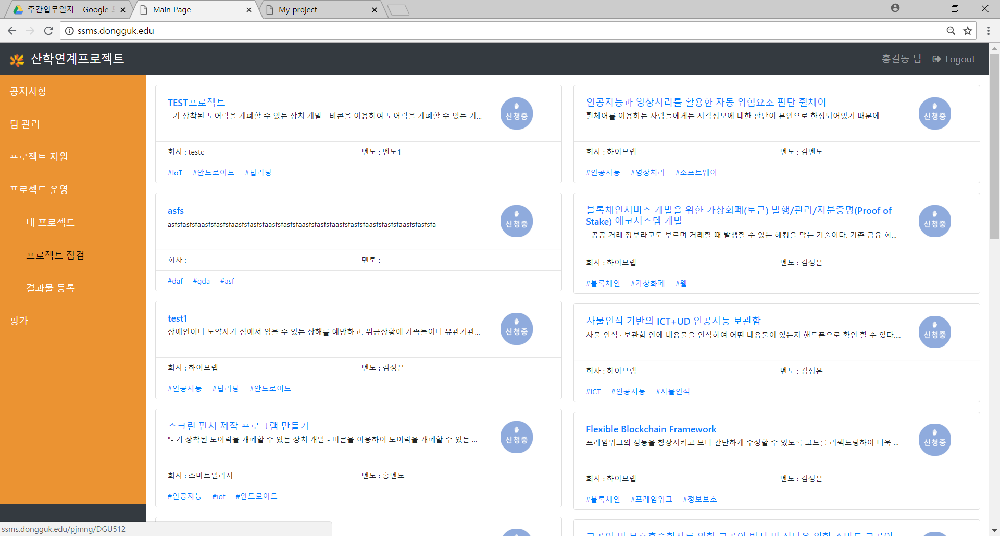 주간업무일지 - Google
Main Page
My project
ssms.dongguk.edu
산학연계프로젝트
홍길동 님
Logout
공지사항
팀 관리
프로젝트 지원
프로젝트 운영
내 프로젝트
프로젝트 점검
결과물 등록
평가
TEST프로젝트
- 기 장착된 도어락을 개폐할 수 있는 장치 개발 - 비콘을 이용하여 도어락을 개폐할 수 있는 기...
신청중
회사 : testc
멘토 : 멘토1
#IoT #안드로이드 #딥러닝
asfs
asfsfasfsfaasfsfasfsfaasfsfasfsfaasfsfasfsfaasfsfasfsfaasfsfasfsfaasfsfasfsfaasfsfasfsfa
신청중
회사 :
멘토 :
#daf #gda #asf
test1
장애인이나 노약자가 집에서 입을 수 있는 상해를 예방하고, 위급상황에 가족들이나 유관기관...
신청중
회사 : 하이브랩
멘토 : 김정은
#인공지능 #딥러닝 #안드로이드
스크린 판서 제작 프로그램 만들기
"- 기 장착된 도어락을 개폐할 수 있는 장치 개발 - 비콘을 이용하여 도어락을 개폐할 수 있는 ...
신청중
회사 : 스마트빌리지
멘토 : 홍멘토
#인공지능 #iot #안드로이드
인공지능과 영상처리를 활용한 자동 위험요소 판단 휠체어
휠체어를 이용하는 사람들에게는 시각정보에 대한 판단이 본인으로 한정되어있기 때문에
신청중
회사 : 하이브랩
멘토 : 김멘토
#인공지능 #영상처리 #소프트웨어
블록체인서비스 개발을 위한 가상화폐(토큰) 발행/관리/지분증명(Proof of
Stake) 에코시스템 개발
- 공공 거래 장부라고도 부르며 거래할 때 발생할 수 있는 해킹을 막는 기술이다. 기존 금융 회...
신청중
회사 : 하이브랩
멘토 : 김정은
#블록체인 #가상화폐 #웹
사물인식 기반의 ICT+UD 인공지능 보관함
사물 인식 · 보관함 안에 내용물을 인식하여 어떤 내용물이 있는지 핸드폰으로 확인 할 수 있다....
신청중
회사 : 하이브랩
멘토 : 김정은
#ICT #인공지능 #사물인식
Flexible Blockchain Framework
프레임워크의 성능을 향상시키고 보다 간단하게 수정할 수 있도록 코드를 리팩토링하여 더욱 ...
신청중
회사 : 하이브랩
멘토 : 김정은
#블록체인 #프레임워크 #정보보호
ssms.dongguk.edu/pjmng/DGU512